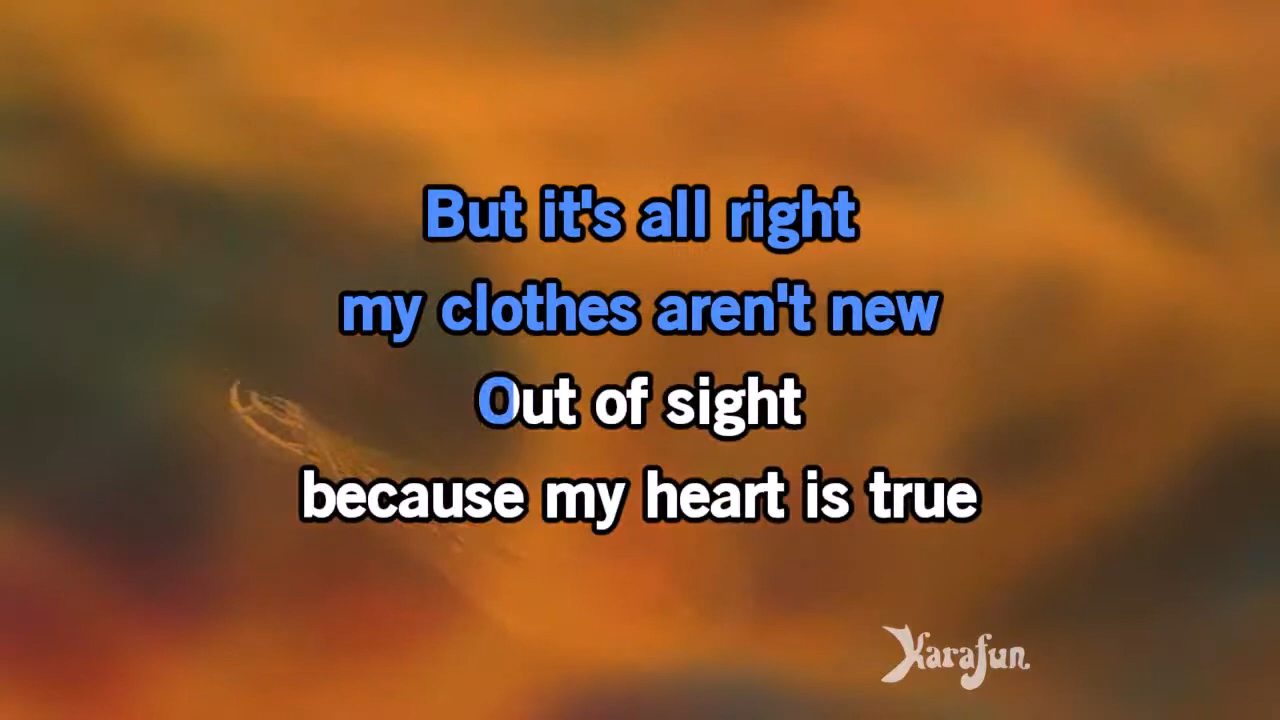 But it's all right
my clothes aren't new
Out of sight
because my heart is true
Karafun